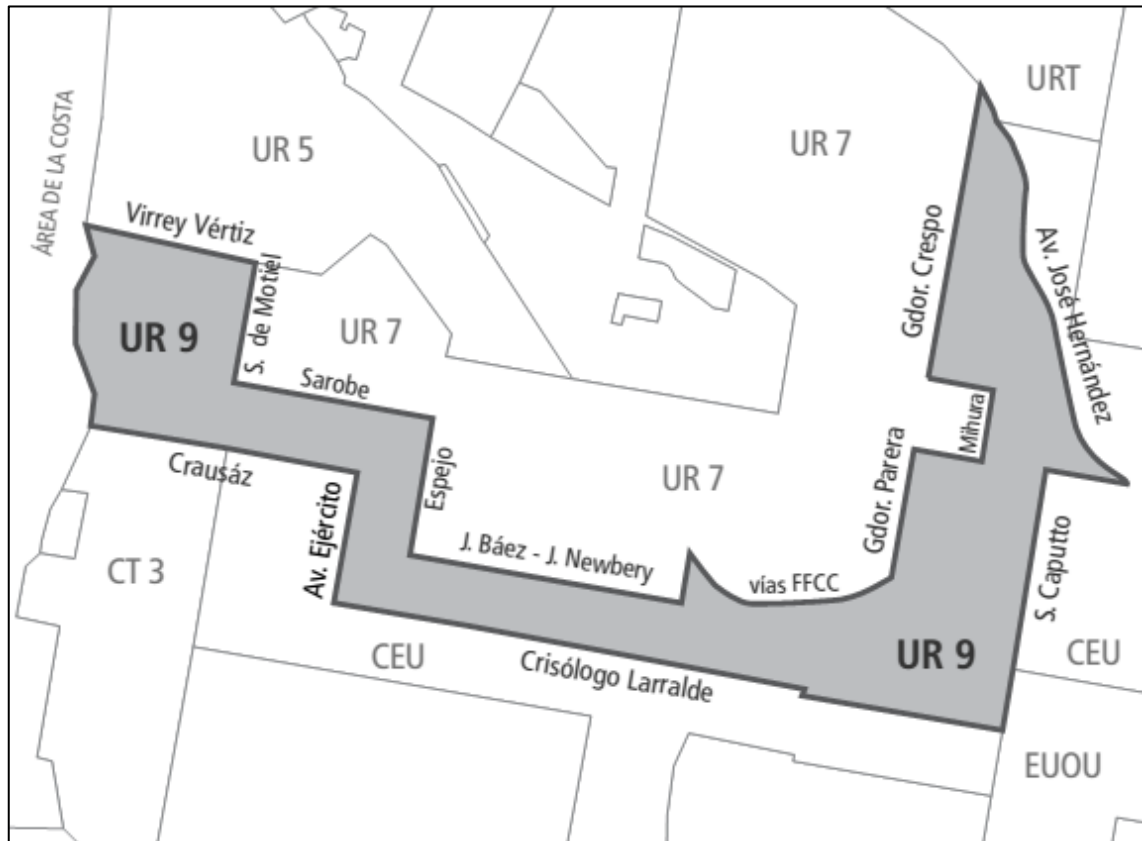 URT
UR 7
UR 5
ÁREA DE LA COSTA
Virrey Vértiz
Gdor. Crespo
Av. José Hernández
S. de Motiel
UR 9
UR 7
Sarobe
Mihura
Crausáz
Espejo
UR 7
Gdor. Parera
Av. Ejército
J. Báez - J. Newbery
vías FFCC
S. Caputto
CT 3
CEU
Crisólogo Larralde
UR 9
CEU
EUOU